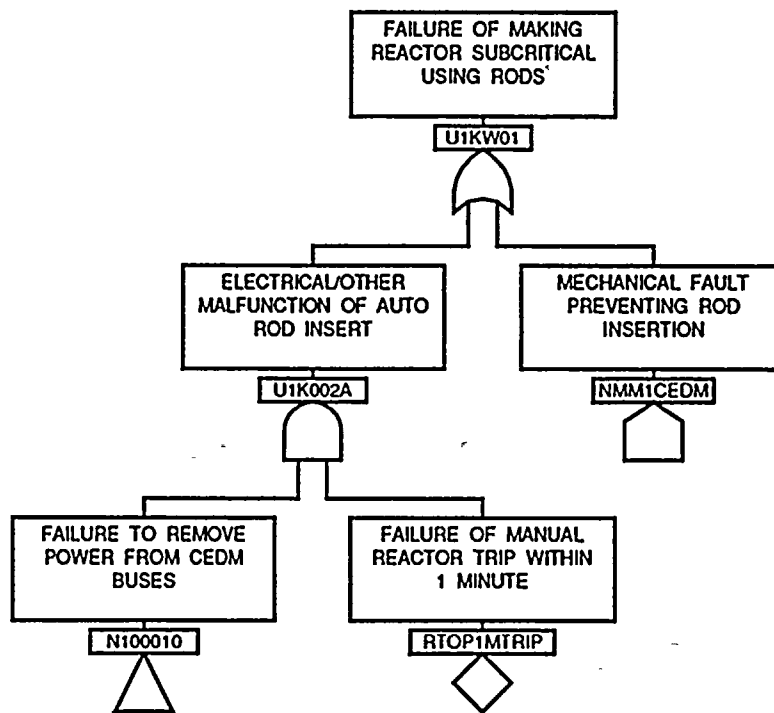 FAILURE OF MAKING
REACTOR SUBCRITICAL
USING RODS
U1KW01
ELECTRICAL/OTHER
MALFUNCTION OF AUTO
ROD INSERT
U1K002A
MECHANICAL FAULT
PREVENTING ROD
INSERTION
NMM1CEDM
FAILURE TO REMOVE
POWER FROM CEDM
BUSES
N100010
FAILURE OF MANUAL
REACTOR TRIP WITHIN
1 MINUTE
RTOP1MTRIP